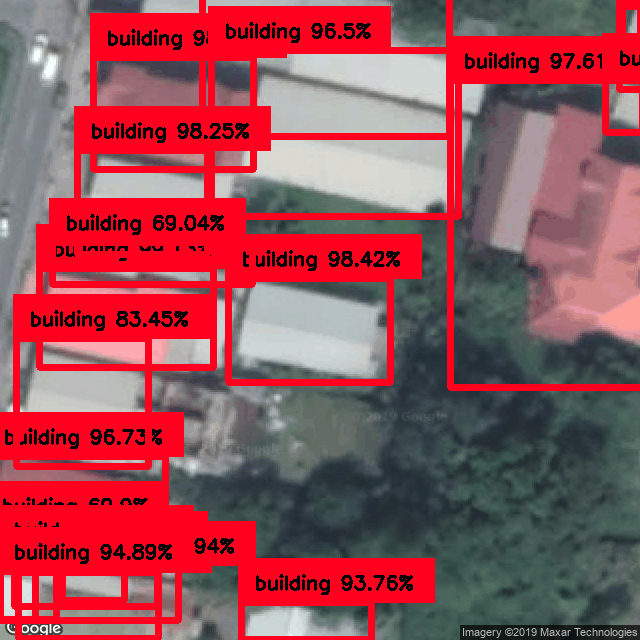 building 96.5%
building
building 97.61
building 98.25%
building 69.04%
building 98.42%
building 83.45%
building 96.73%
94%
building 94.89%
building 93.76%
Google
Imagery ©2019 Maxar Technologies